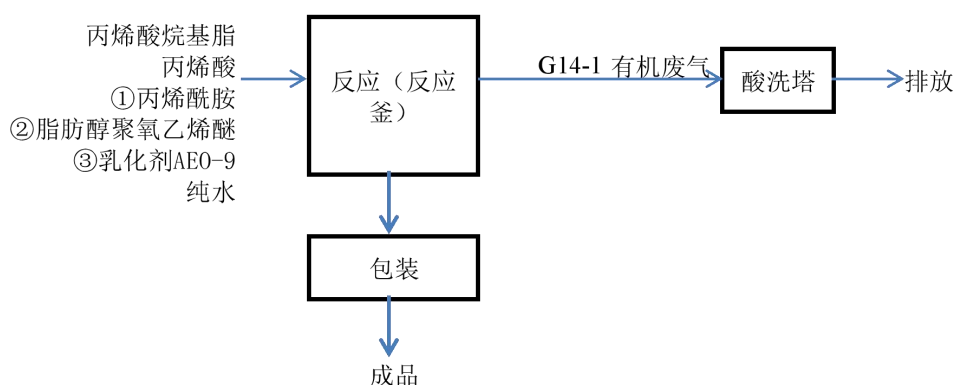 丙烯酸烷基脂
丙烯酸
①丙烯酰胺
②脂肪醇聚氧乙烯醚
③乳化剂AEO-9
纯水
反应（反应
釜）
G14-1 有机废气
酸洗塔
排放
包装
成品